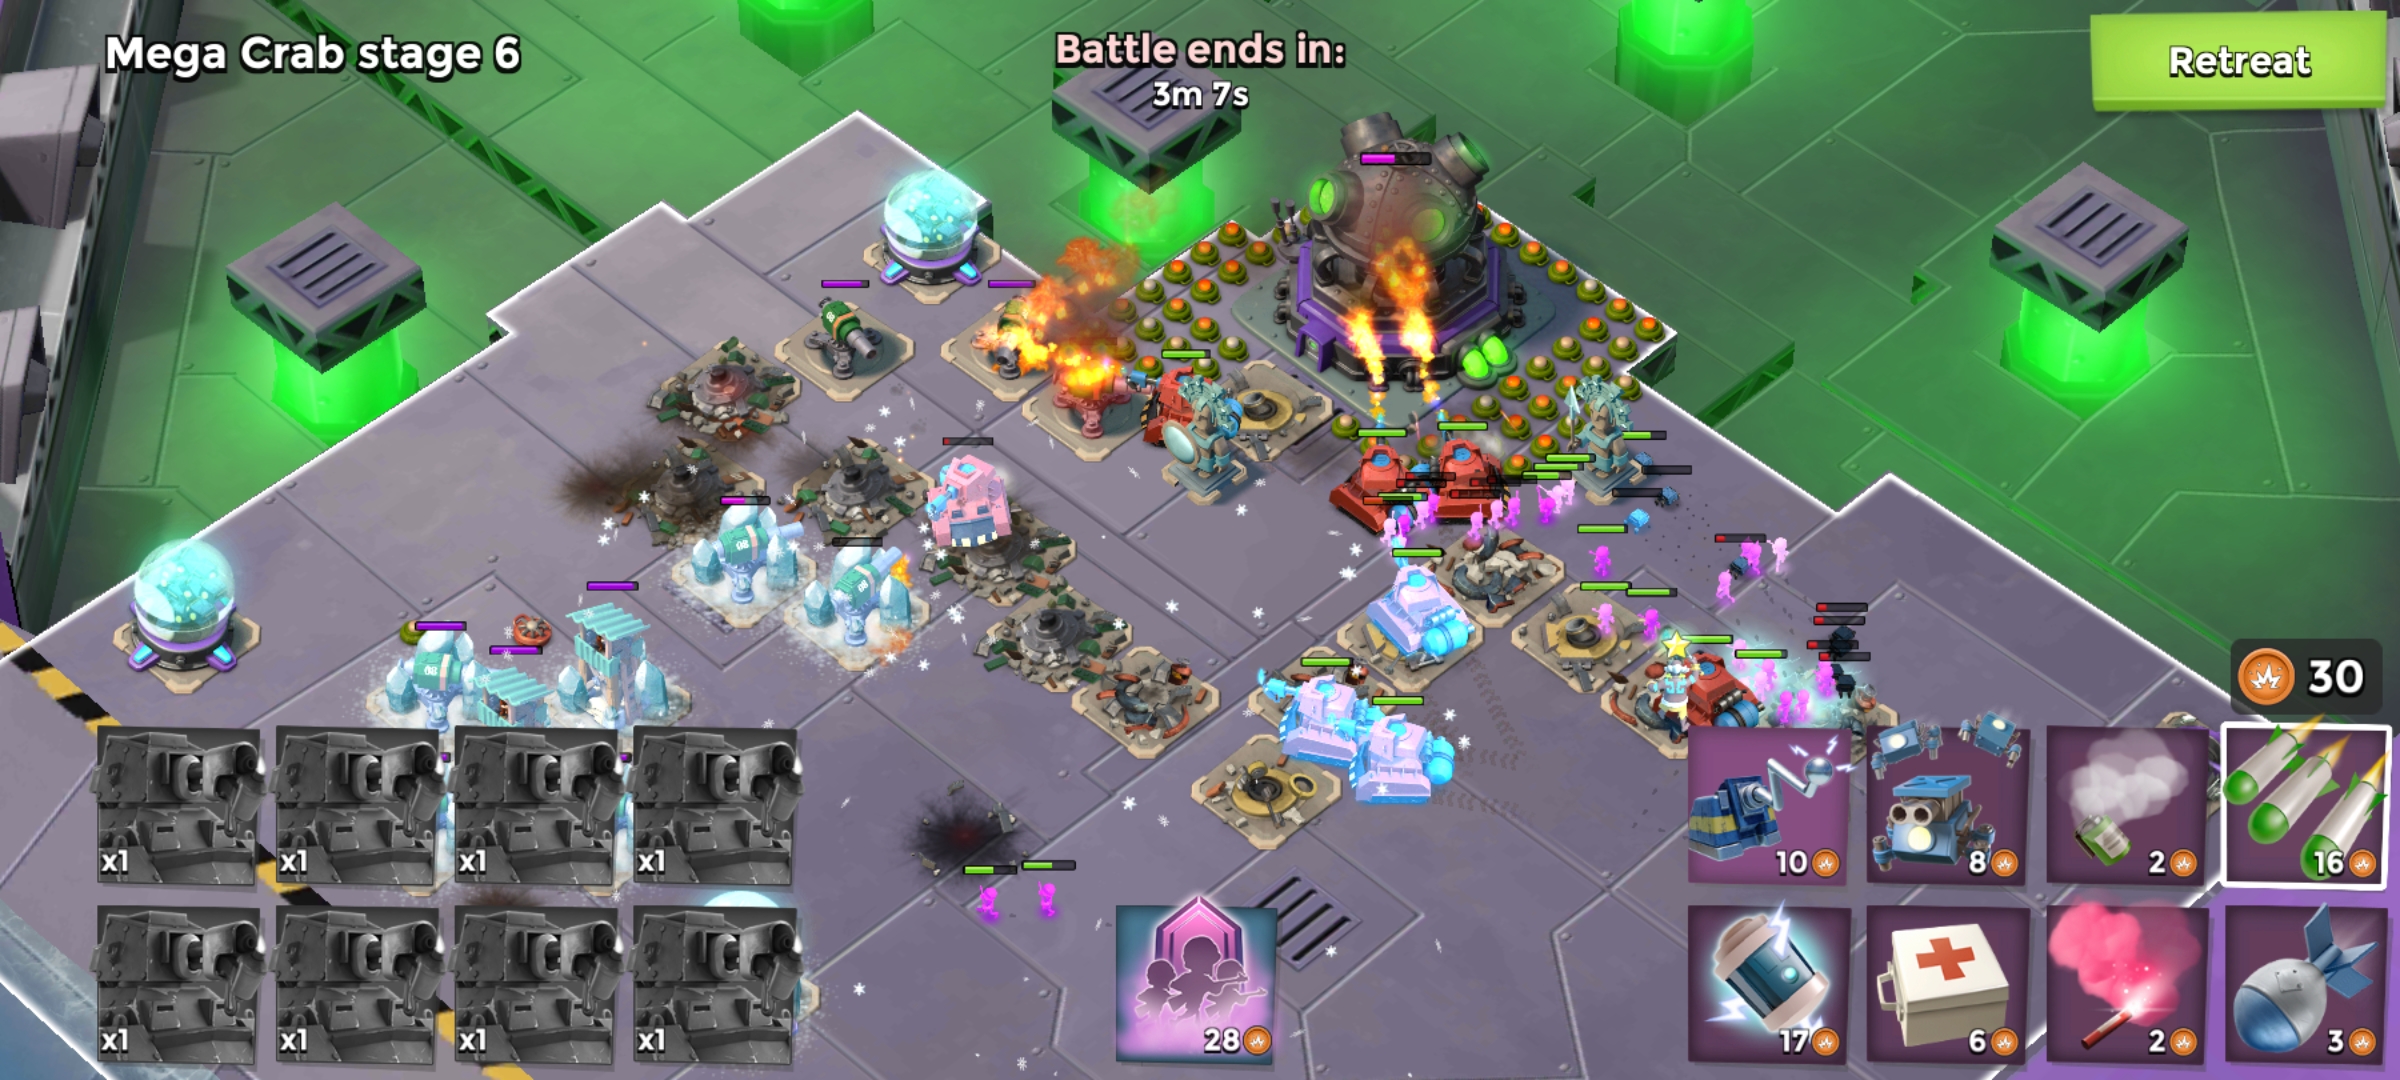 Mega Crab stage 6
Battle ends in:
3m 7s
Retreat
30
x1
x1
x1
x1
10
8
2
16
x1
x1
x1
x1
28
17
6
2
3